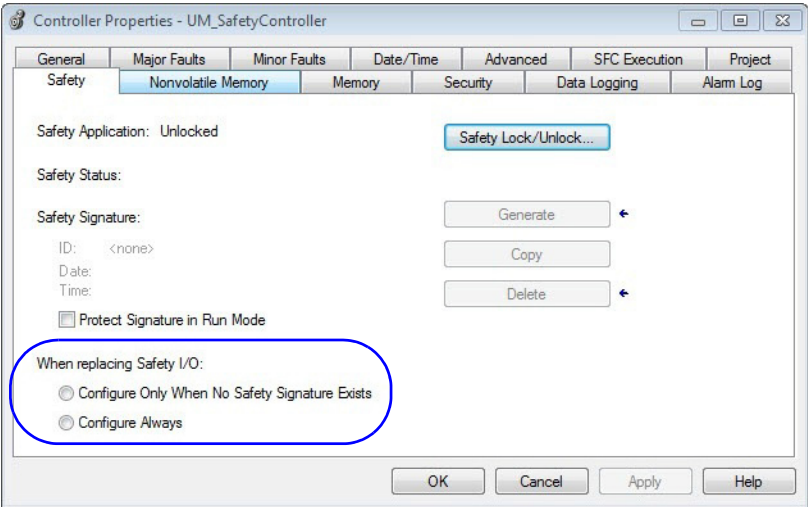 Controller Properties - UM_SafetyController
General Major Faults Minor Faults Date/Time Advanced SFC Execution Project
Safety Nonvolatile Memory Memory Security Data Logging Alarm Log
Safety Application: Unlocked Safety Lock/Unlock...
Safety Status:
Safety Signature: Generate
ID: <none> Copy
Date:
Time: Delete
Protect Signature in Run Mode
When replacing Safety I/O:
Configure Only When No Safety Signature Exists
Configure Always
OK Cancel Apply Help